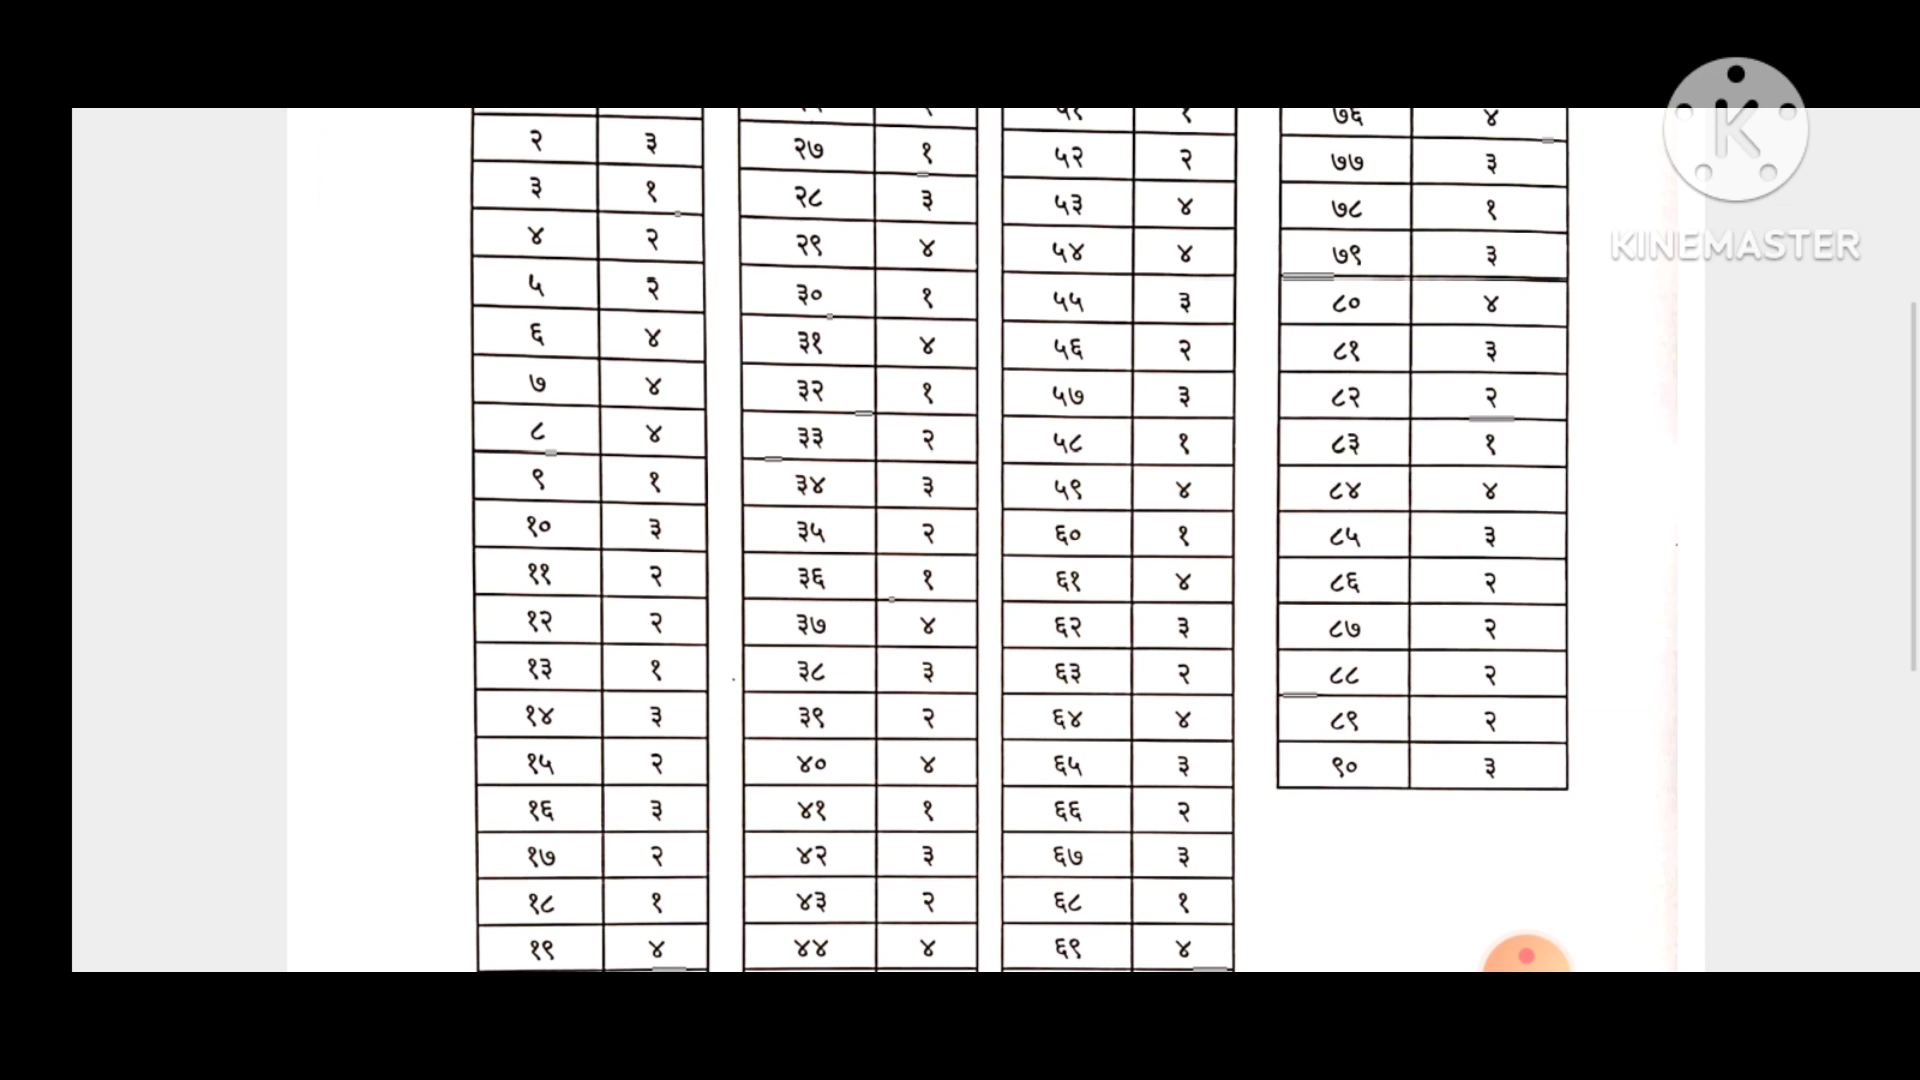 ५१ १ ७६ ४
२ ३ २७ १ ५२ २ ७७ ३
३ १ २८ ३ ५३ ४ ७८ १
४ २ २९ ४ ५४ ४ ७९ ३
५ २ ३० १ ५५ ३ ८० ४
६ ४ ३१ ४ ५६ २ ८१ ३
७ ४ ३२ १ ५७ ३ ८२ २
८ ४ ३३ २ ५८ १ ८३ १
९ १ ३४ ३ ५९ ४ ८४ ४
१० ३ ३५ २ ६० १ ८५ ३
११ २ ३६ १ ६१ ४ ८६ २
१२ २ ३७ ४ ६२ ३ ८७ २
१३ १ ३८ ३ ६३ २ ८८ २
१४ ३ ३९ २ ६४ ४ ८९ २
१५ २ ४० ४ ६५ ३ ९० ३
१६ ३ ४१ १ ६६ २
१७ २ ४२ ३ ६७ ३
१८ १ ४३ २ ६८ १
१९ ४ ४४ ४ ६९ ४
K
KINEMASTER